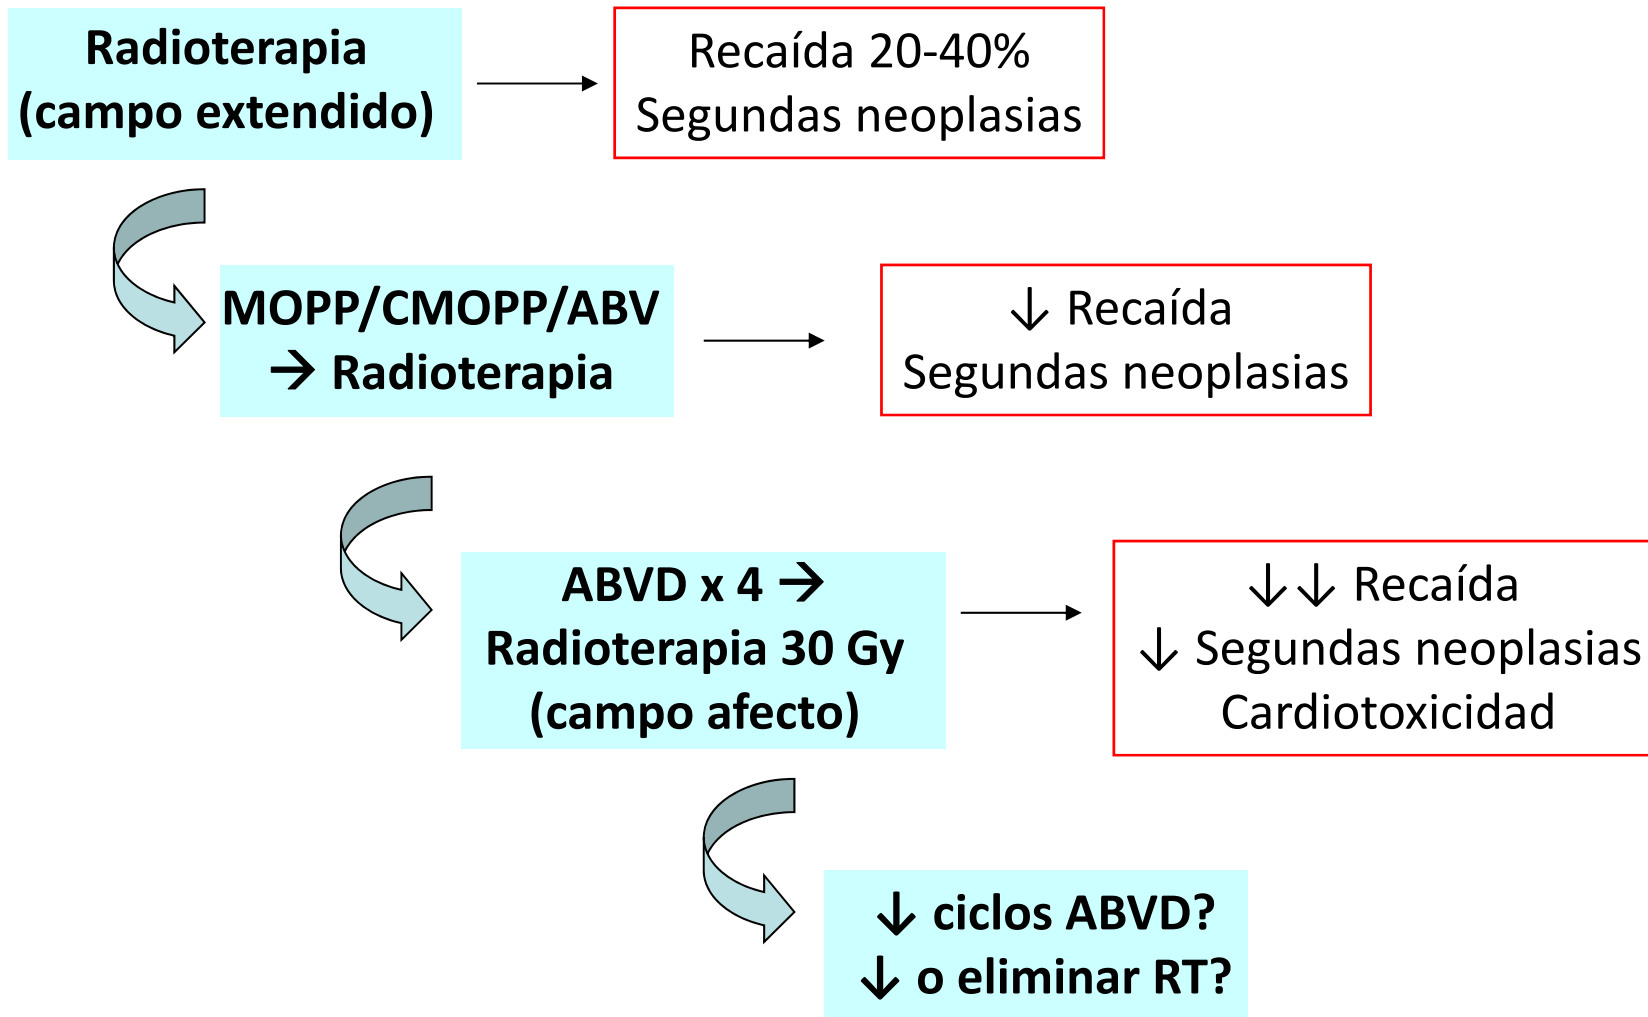 Radioterapia
(campo extendido)
Recaída 20-40%
Segundas neoplasias
MOPP/CMOPP/ABV
→ Radioterapia
↓ Recaída
Segundas neoplasias
ABVD x 4 →
Radioterapia 30 Gy
(campo afecto)
↓↓ Recaída
↓ Segundas neoplasias
Cardiotoxicidad
↓ ciclos ABVD?
↓ o eliminar RT?